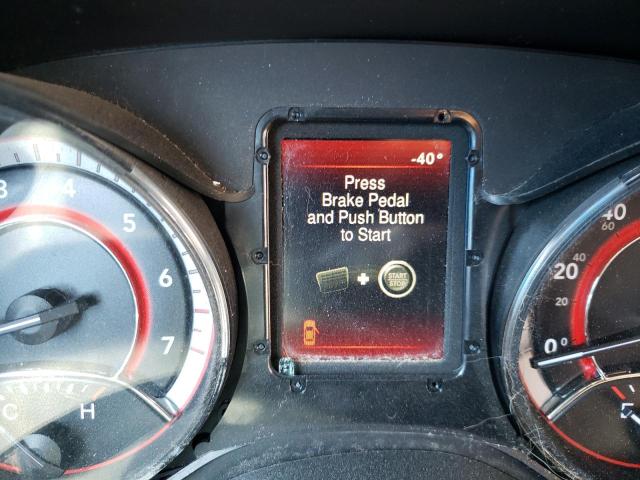 -40°
Press
Brake Pedal
and Push Button
to Start
+
START
STOP
3
4
5
6
7
C H
40
60
20
20
0
0
E